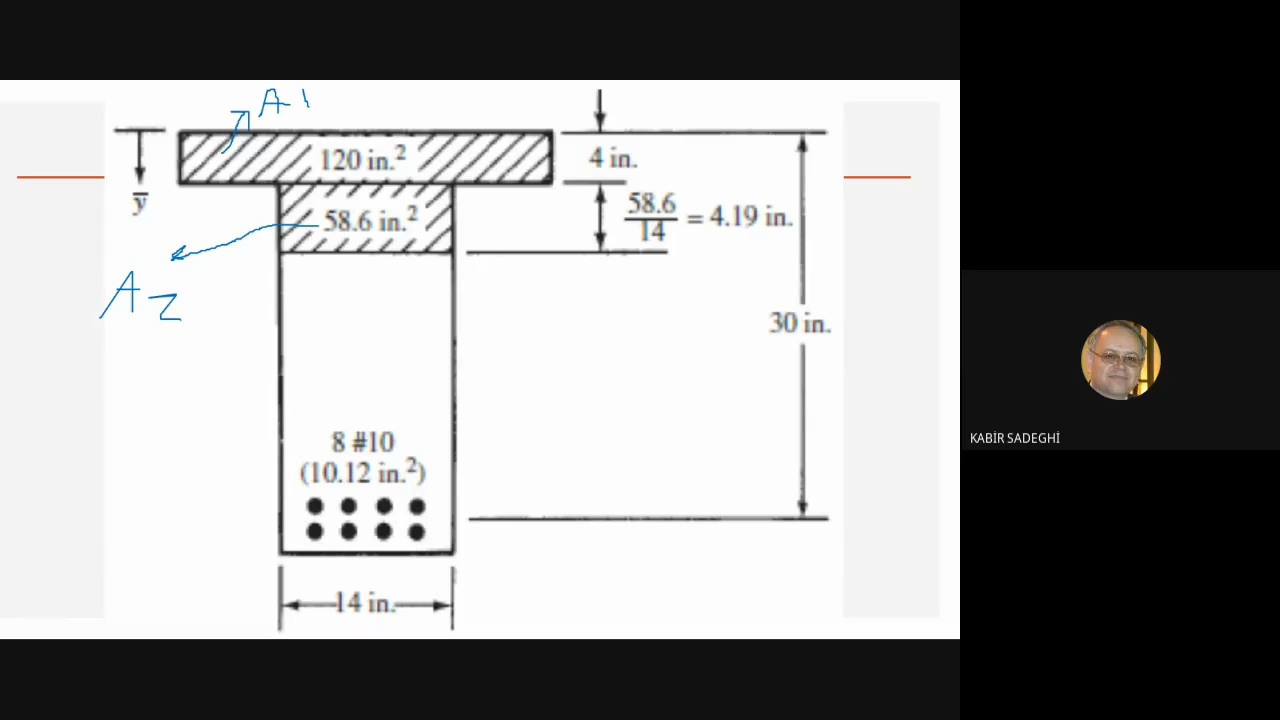 A1
120 in.²
4 in.
ȳ
58.6 in.²
58.6
14
= 4.19 in.
A2
30 in.
8 #10
(10.12 in.²)
14 in.
KABİR SADEGHİ